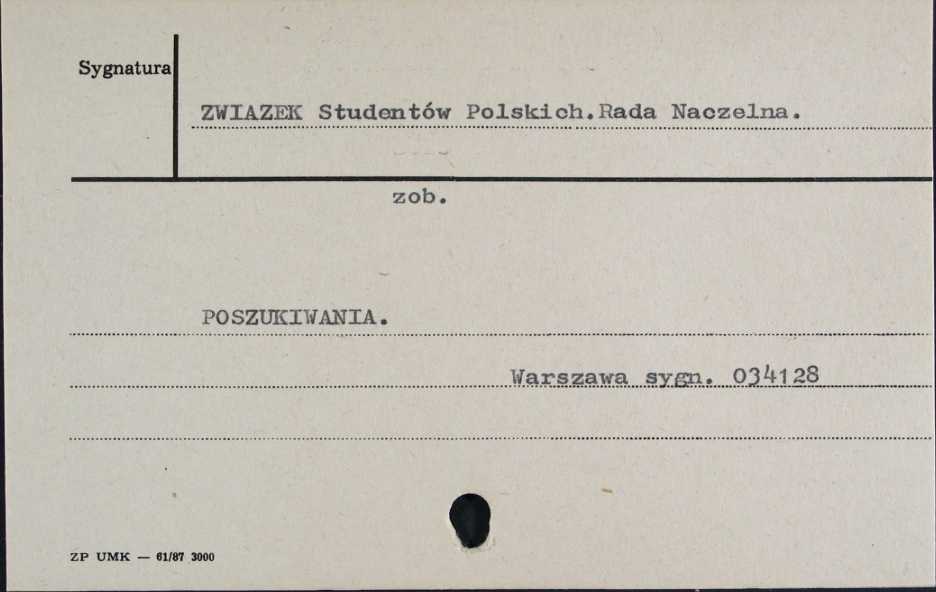 Sygnatura
ZWIAZEK Studentów Polskich.Rada Naczelna.
zob.
POSZUKIWANIA.
Warszawa sygn. 034128
ZP UMK — 61/87 3000